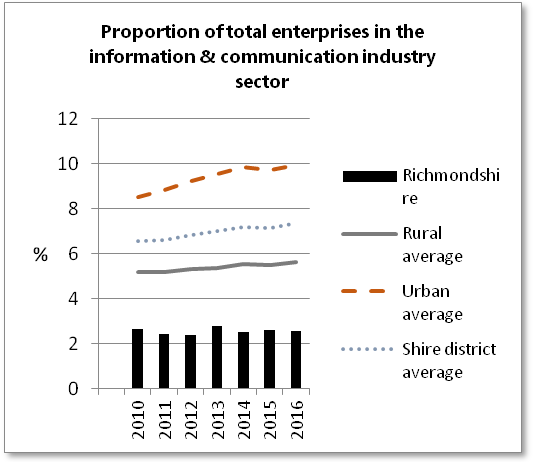 Proportion of total enterprises in the
information & communication industry
sector
12
10
8
6
4
2
0
%
2010
2011
2012
2013
2014
2015
2016
Richmondshi
re
Rural
average
Urban
average
Shire district
average